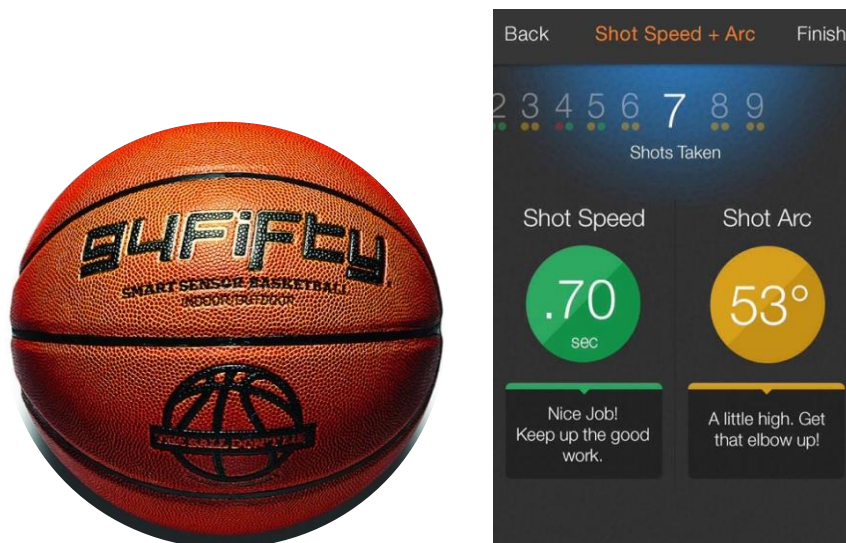 94FiFty
SMART SENSOR BASKETBALL
INDOOR/OUTDOOR
THE BALL DON'T LIE
Back Shot Speed + Arc Finish
2 3 4 5 6 7 8 9
Shots Taken
Shot Speed Shot Arc
.70 53°
sec
Nice Job!
Keep up the good
work.
A little high. Get
that elbow up!